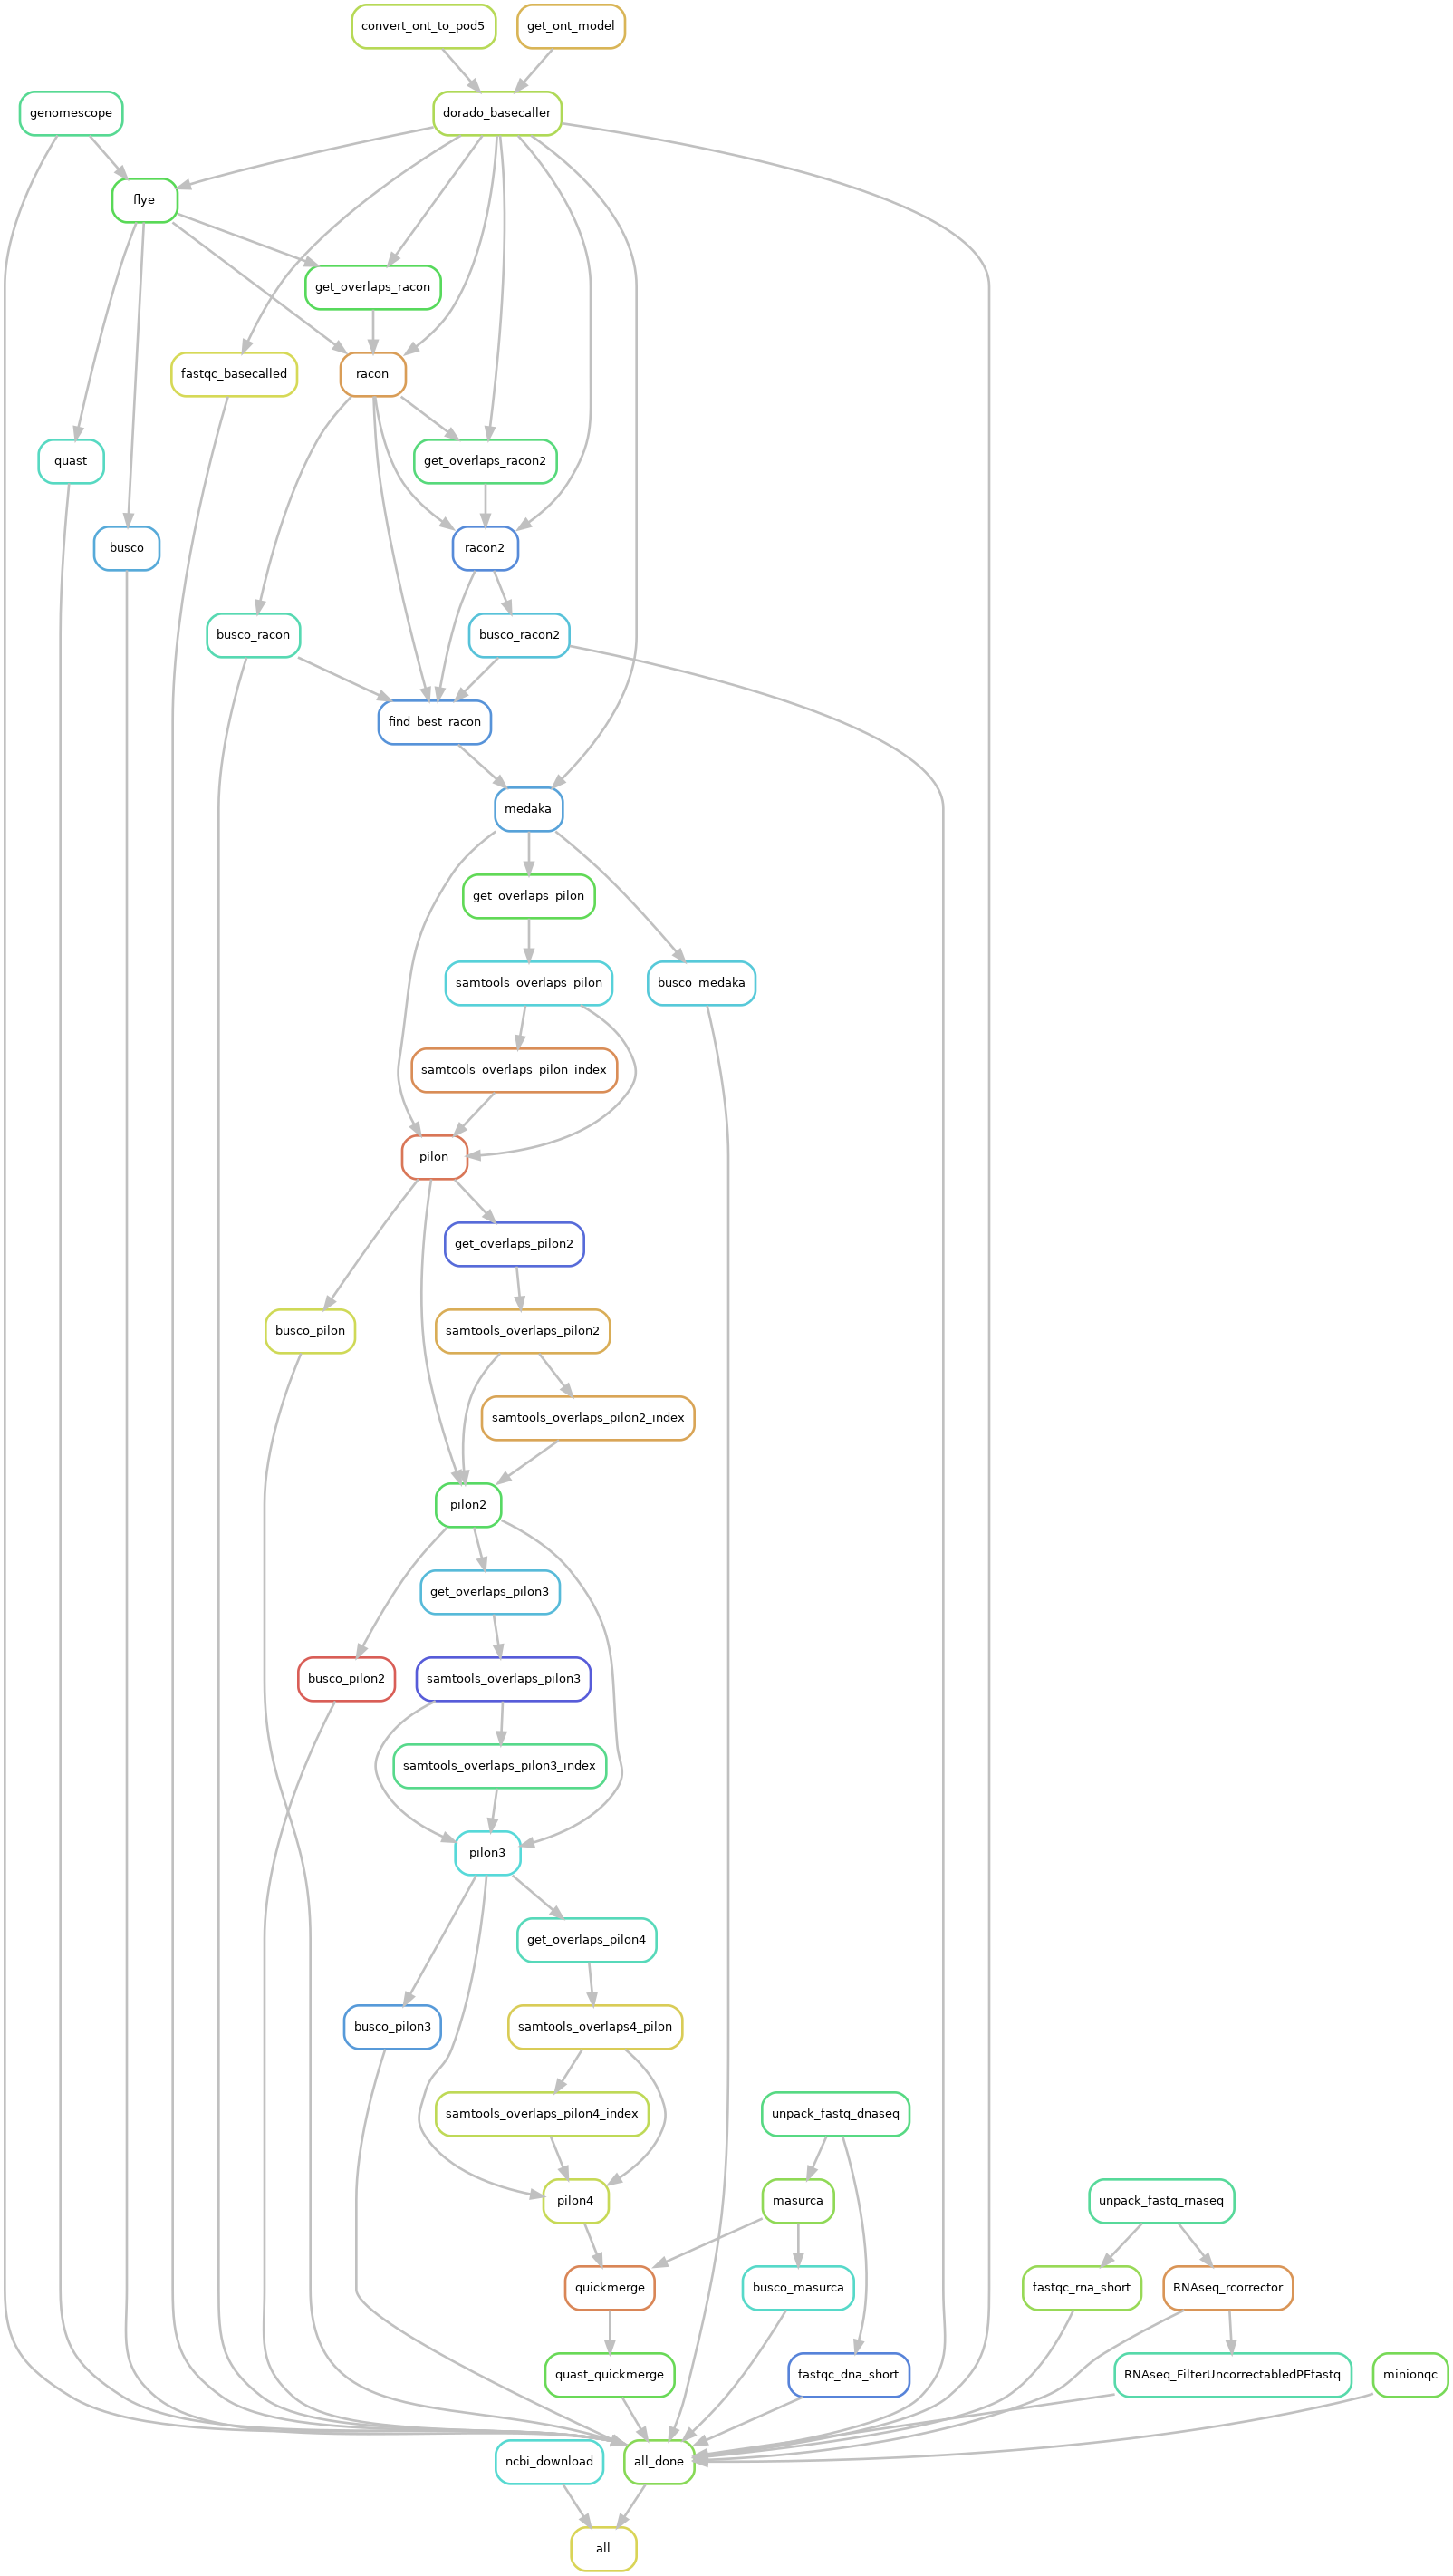 convert_ont_to_pod5
get_ont_model
genomescope
dorado_basecaller
flye
get_overlaps_racon
fastqc_basecalled
racon
quast
get_overlaps_racon2
busco
racon2
busco_racon
busco_racon2
find_best_racon
medaka
get_overlaps_pilon
samtools_overlaps_pilon
busco_medaka
samtools_overlaps_pilon_index
pilon
get_overlaps_pilon2
busco_pilon
samtools_overlaps_pilon2
samtools_overlaps_pilon2_index
pilon2
get_overlaps_pilon3
busco_pilon2
samtools_overlaps_pilon3
samtools_overlaps_pilon3_index
pilon3
get_overlaps_pilon4
busco_pilon3
samtools_overlaps4_pilon
samtools_overlaps_pilon4_index
unpack_fastq_dnaseq
pilon4
masurca
unpack_fastq_rnaseq
quickmerge
busco_masurca
fastqc_rna_short
RNAseq_rcorrector
quast_quickmerge
fastqc_dna_short
RNAseq_FilterUncorrectabledPEfastq
minionqc
ncbi_download
all_done
all